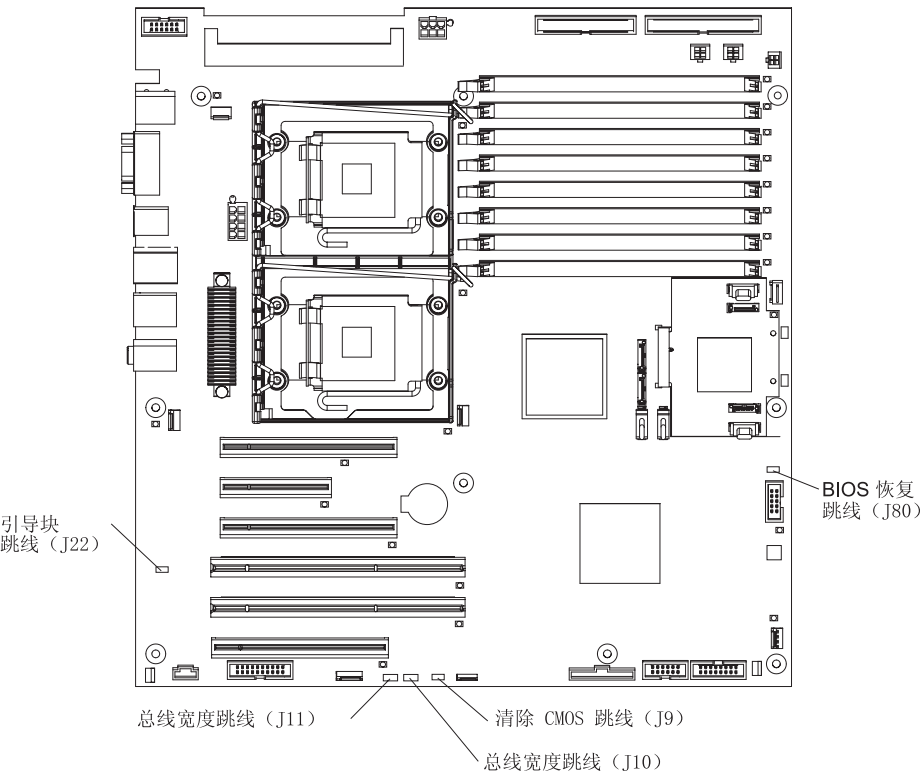 BIOS 恢复
跳线（J80）
引导块
跳线（J22）
总线宽度跳线（J11）
清除 CMOS 跳线（J9）
总线宽度跳线（J10）